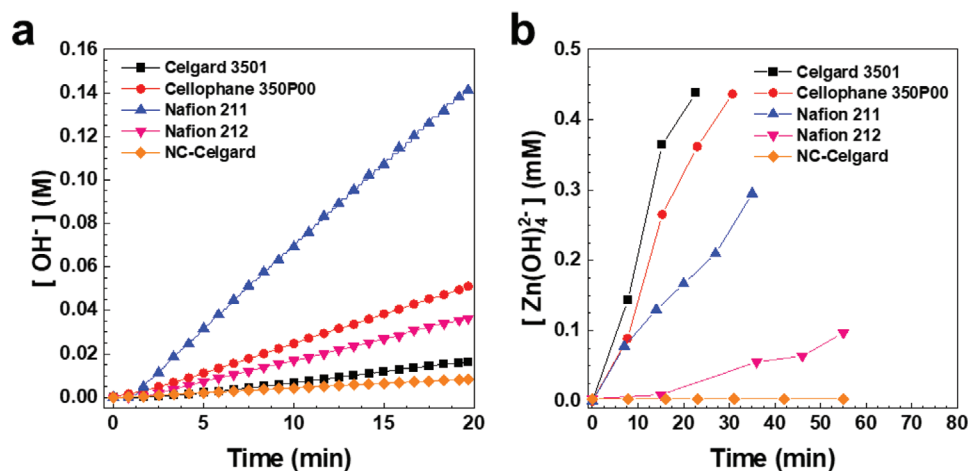 a
[ OH⁻ ] (M)
0.16
0.14
0.12
0.10
0.08
0.06
0.04
0.02
0.00
Celgard 3501
Cellophane 350P00
Nafion 211
Nafion 212
NC-Celgard
0 5 10 15 20
Time (min)
b
[ Zn(OH)₄²⁻ ] (mM)
0.5
0.4
0.3
0.2
0.1
0.0
Celgard 3501
Cellophane 350P00
Nafion 211
Nafion 212
NC-Celgard
0 10 20 30 40 50 60 70 80
Time (min)